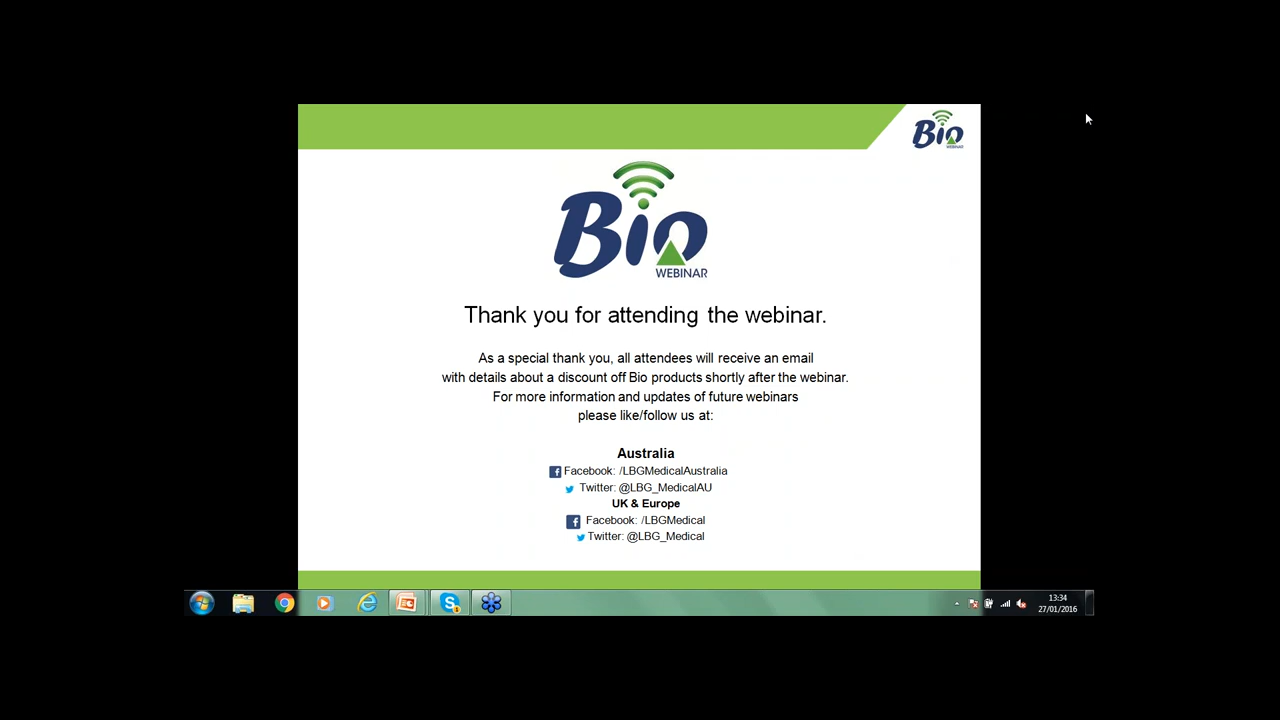 Bio
WEBINAR
Bio
WEBINAR
Thank you for attending the webinar.
As a special thank you, all attendees will receive an email
with details about a discount off Bio products shortly after the webinar.
For more information and updates of future webinars
please like/follow us at:
Australia
Facebook: /LBGMedicalAustralia
Twitter: @LBG_MedicalAU
UK & Europe
Facebook: /LBGMedical
Twitter: @LBG_Medical
13:34
27/01/2016